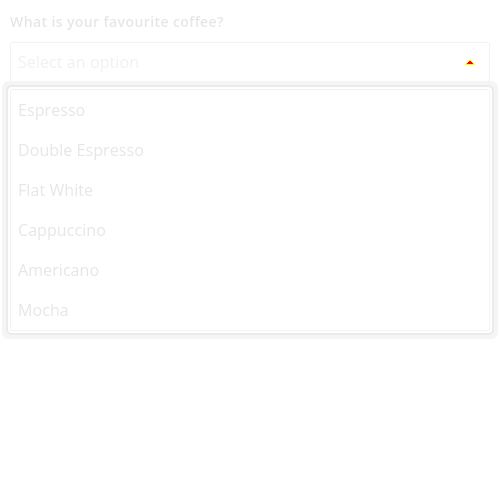 What is your favourite coffee?
Select an option
Espresso
Double Espresso
Flat White
Cappuccino
Americano
Mocha